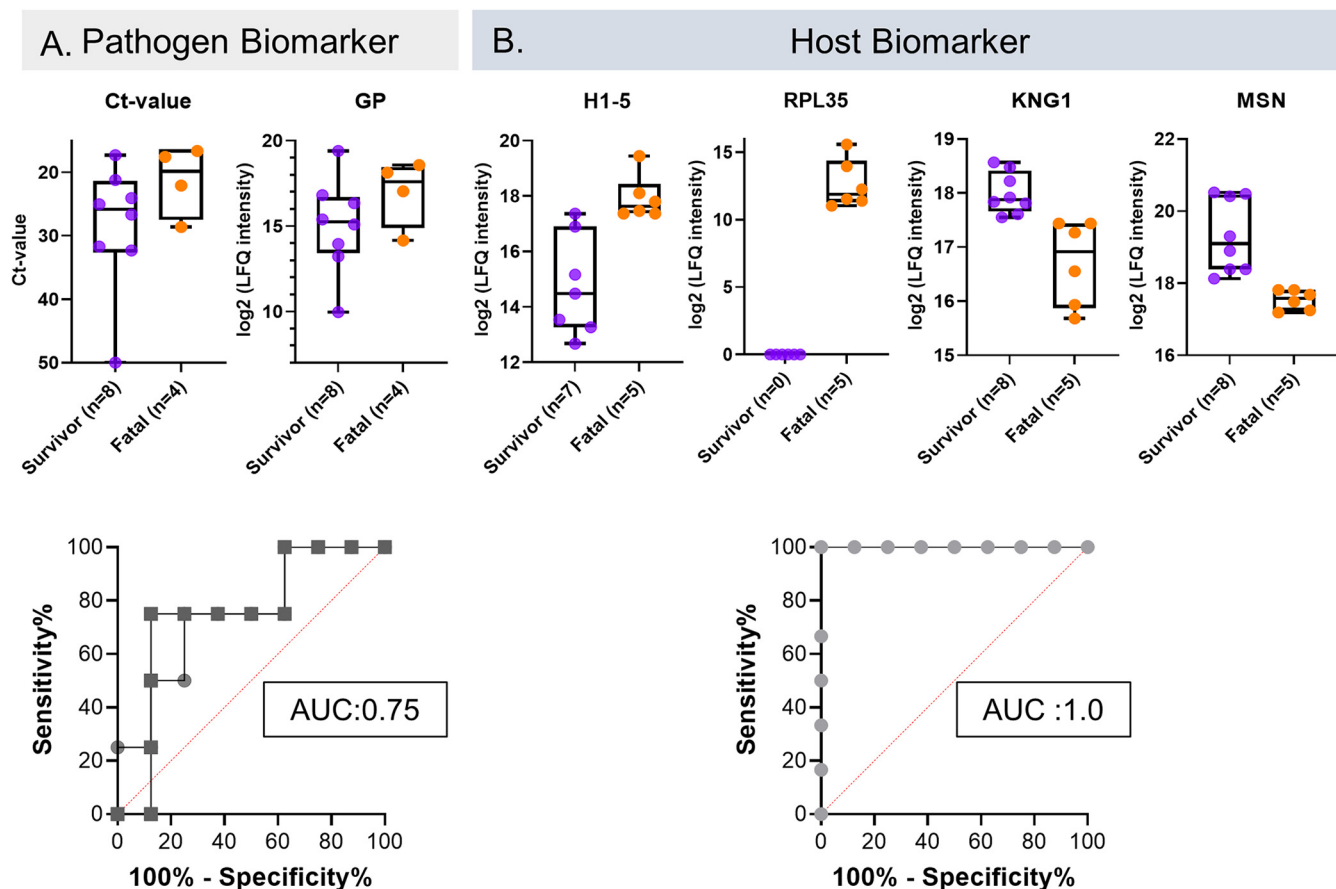 A. Pathogen Biomarker
B. Host Biomarker
Ct-value
GP
H1-5
RPL35
KNG1
MSN
Ct-value
20
30
40
50
Survivor (n=8)
Fatal (n=4)
log2 (LFQ intensity)
20
15
10
Survivor (n=8)
Fatal (n=4)
log2 (LFQ intensity)
20
18
16
14
12
Survivor (n=7)
Fatal (n=5)
log2 (LFQ intensity)
15
10
5
0
Survivor (n=0)
Fatal (n=5)
log2 (LFQ intensity)
19
18
17
16
15
Survivor (n=8)
Fatal (n=5)
log2 (LFQ intensity)
22
20
18
16
Survivor (n=8)
Fatal (n=5)
Sensitivity%
100
80
60
40
20
0
AUC:0.75
0 20 40 60 80 100
100% - Specificity%
Sensitivity%
100
80
60
40
20
0
AUC :1.0
0 20 40 60 80 100
100% - Specificity%